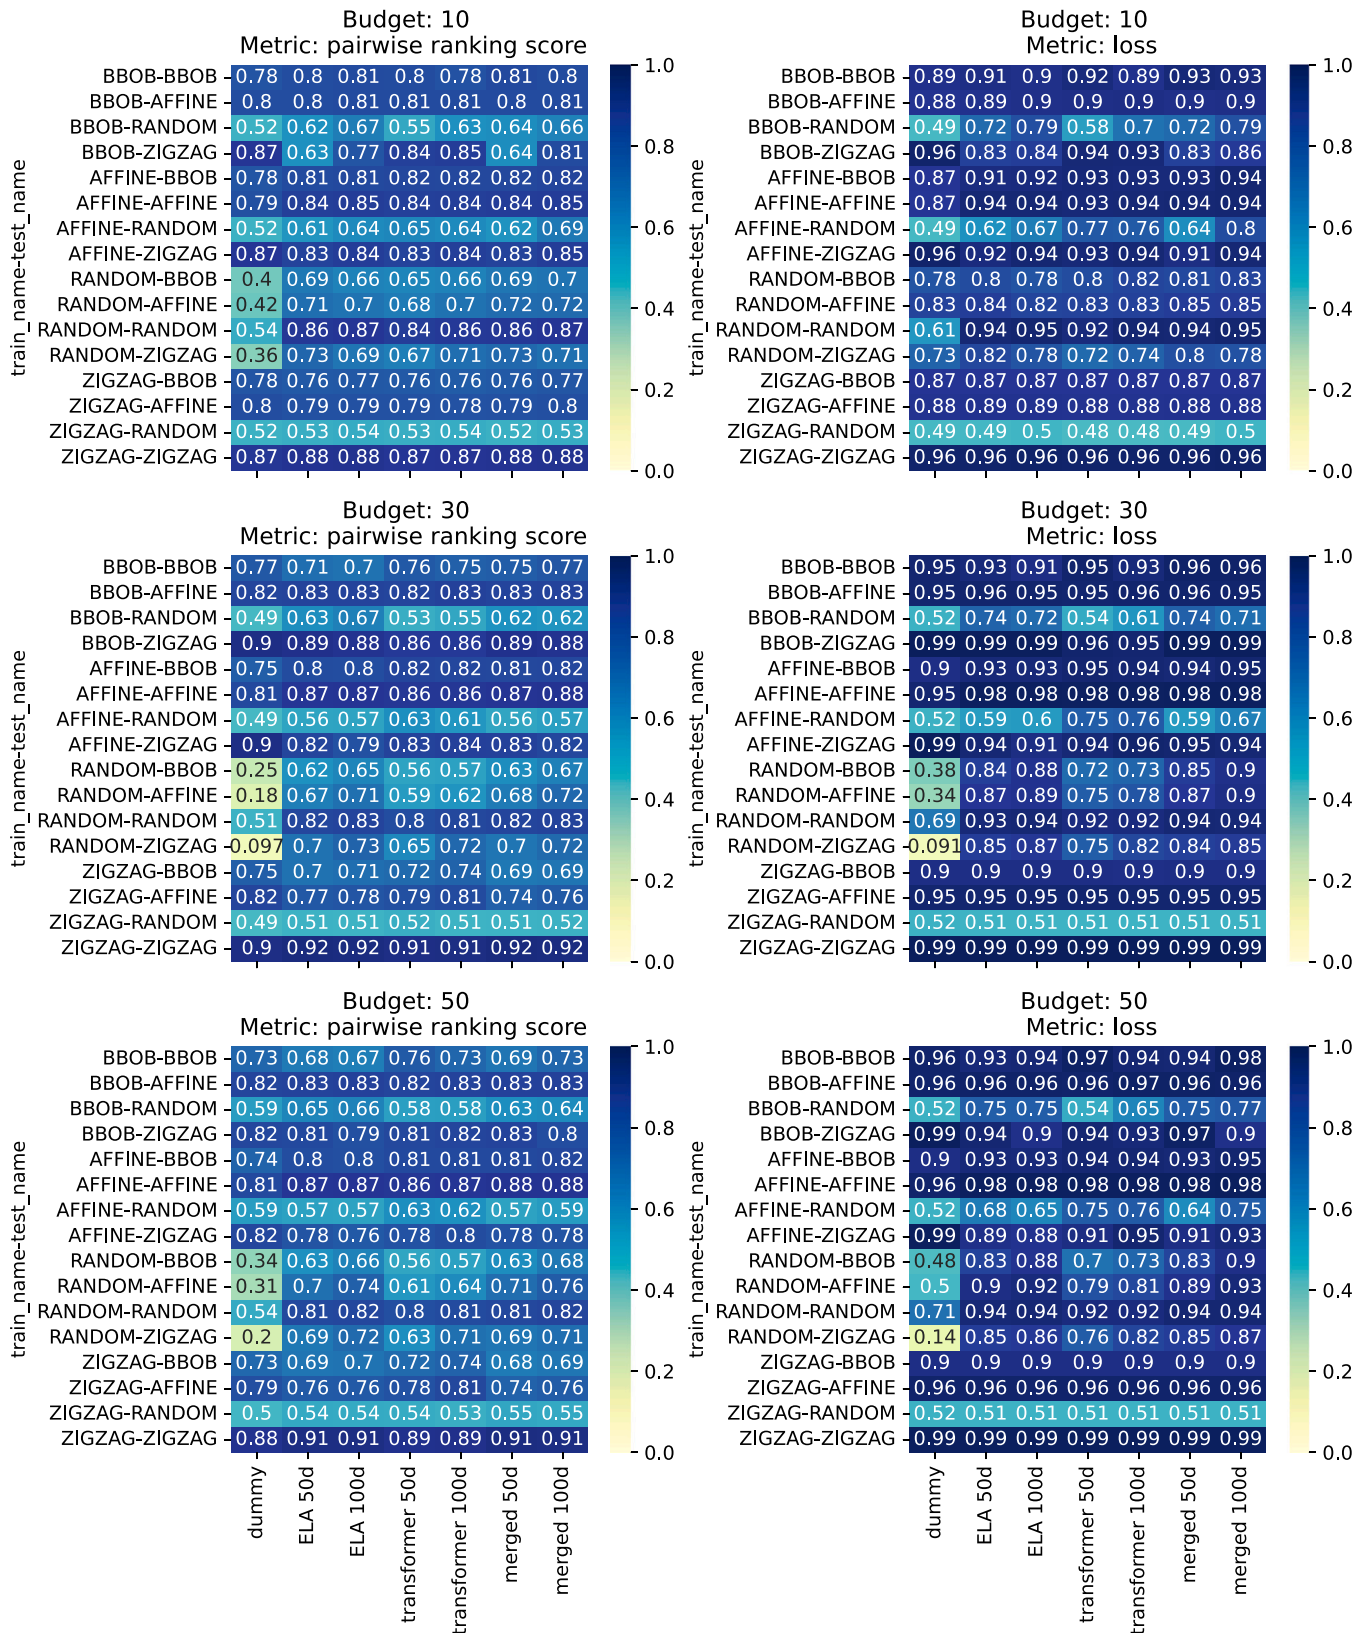 Budget: 10
Metric: pairwise ranking score
train_name-test_name
BBOB-BBOB 0.78 0.8 0.81 0.8 0.78 0.81 0.8
BBOB-AFFINE 0.8 0.8 0.81 0.81 0.81 0.8 0.81
BBOB-RANDOM 0.52 0.62 0.67 0.55 0.63 0.64 0.66
BBOB-ZIGZAG 0.87 0.63 0.77 0.84 0.85 0.64 0.81
AFFINE-BBOB 0.78 0.81 0.81 0.82 0.82 0.82 0.82
AFFINE-AFFINE 0.79 0.84 0.85 0.84 0.84 0.84 0.85
AFFINE-RANDOM 0.52 0.61 0.64 0.65 0.64 0.62 0.69
AFFINE-ZIGZAG 0.87 0.83 0.84 0.83 0.84 0.83 0.85
RANDOM-BBOB 0.4 0.69 0.66 0.65 0.66 0.69 0.7
RANDOM-AFFINE 0.42 0.71 0.7 0.68 0.7 0.72 0.72
RANDOM-RANDOM 0.54 0.86 0.87 0.84 0.86 0.86 0.87
RANDOM-ZIGZAG 0.36 0.73 0.69 0.67 0.71 0.73 0.71
ZIGZAG-BBOB 0.78 0.76 0.77 0.76 0.76 0.76 0.77
ZIGZAG-AFFINE 0.8 0.79 0.79 0.79 0.78 0.79 0.8
ZIGZAG-RANDOM 0.52 0.53 0.54 0.53 0.54 0.52 0.53
ZIGZAG-ZIGZAG 0.87 0.88 0.88 0.87 0.87 0.88 0.88
1.0
0.8
0.6
0.4
0.2
0.0
Budget: 10
Metric: loss
train_name-test_name
BBOB-BBOB 0.89 0.91 0.9 0.92 0.89 0.93 0.93
BBOB-AFFINE 0.88 0.89 0.9 0.9 0.9 0.9 0.9
BBOB-RANDOM 0.49 0.72 0.79 0.58 0.7 0.72 0.79
BBOB-ZIGZAG 0.96 0.83 0.84 0.94 0.93 0.83 0.86
AFFINE-BBOB 0.87 0.91 0.92 0.93 0.93 0.93 0.94
AFFINE-AFFINE 0.87 0.94 0.94 0.93 0.94 0.94 0.94
AFFINE-RANDOM 0.49 0.62 0.67 0.77 0.76 0.64 0.8
AFFINE-ZIGZAG 0.96 0.92 0.94 0.93 0.94 0.91 0.94
RANDOM-BBOB 0.78 0.8 0.78 0.8 0.82 0.81 0.83
RANDOM-AFFINE 0.83 0.84 0.82 0.83 0.83 0.85 0.85
RANDOM-RANDOM 0.61 0.94 0.95 0.92 0.94 0.94 0.95
RANDOM-ZIGZAG 0.73 0.82 0.78 0.72 0.74 0.8 0.78
ZIGZAG-BBOB 0.87 0.87 0.87 0.87 0.87 0.87 0.87
ZIGZAG-AFFINE 0.88 0.89 0.89 0.88 0.88 0.88 0.88
ZIGZAG-RANDOM 0.49 0.49 0.5 0.48 0.48 0.49 0.5
ZIGZAG-ZIGZAG 0.96 0.96 0.96 0.96 0.96 0.96 0.96
1.0
0.8
0.6
0.4
0.2
0.0
Budget: 30
Metric: pairwise ranking score
train_name-test_name
BBOB-BBOB 0.77 0.71 0.7 0.76 0.75 0.75 0.77
BBOB-AFFINE 0.82 0.83 0.83 0.82 0.83 0.83 0.83
BBOB-RANDOM 0.49 0.63 0.67 0.53 0.55 0.62 0.62
BBOB-ZIGZAG 0.9 0.89 0.88 0.86 0.86 0.89 0.88
AFFINE-BBOB 0.75 0.8 0.8 0.82 0.82 0.81 0.82
AFFINE-AFFINE 0.81 0.87 0.87 0.86 0.86 0.87 0.88
AFFINE-RANDOM 0.49 0.56 0.57 0.63 0.61 0.56 0.57
AFFINE-ZIGZAG 0.9 0.82 0.79 0.83 0.84 0.83 0.82
RANDOM-BBOB 0.25 0.62 0.65 0.56 0.57 0.63 0.67
RANDOM-AFFINE 0.18 0.67 0.71 0.59 0.62 0.68 0.72
RANDOM-RANDOM 0.51 0.82 0.83 0.8 0.81 0.82 0.83
RANDOM-ZIGZAG 0.097 0.7 0.73 0.65 0.72 0.7 0.72
ZIGZAG-BBOB 0.75 0.7 0.71 0.72 0.74 0.69 0.69
ZIGZAG-AFFINE 0.82 0.77 0.78 0.79 0.81 0.74 0.76
ZIGZAG-RANDOM 0.49 0.51 0.51 0.52 0.51 0.51 0.52
ZIGZAG-ZIGZAG 0.9 0.92 0.92 0.91 0.91 0.92 0.92
1.0
0.8
0.6
0.4
0.2
0.0
Budget: 30
Metric: loss
train_name-test_name
BBOB-BBOB 0.95 0.93 0.91 0.95 0.93 0.96 0.96
BBOB-AFFINE 0.95 0.96 0.95 0.95 0.96 0.96 0.95
BBOB-RANDOM 0.52 0.74 0.72 0.54 0.61 0.74 0.71
BBOB-ZIGZAG 0.99 0.99 0.99 0.96 0.95 0.99 0.99
AFFINE-BBOB 0.9 0.93 0.93 0.95 0.94 0.94 0.95
AFFINE-AFFINE 0.95 0.98 0.98 0.98 0.98 0.98 0.98
AFFINE-RANDOM 0.52 0.59 0.6 0.75 0.76 0.59 0.67
AFFINE-ZIGZAG 0.99 0.94 0.91 0.94 0.96 0.95 0.94
RANDOM-BBOB 0.38 0.84 0.88 0.72 0.73 0.85 0.9
RANDOM-AFFINE 0.34 0.87 0.89 0.75 0.78 0.87 0.9
RANDOM-RANDOM 0.69 0.93 0.94 0.92 0.92 0.94 0.94
RANDOM-ZIGZAG 0.091 0.85 0.87 0.75 0.82 0.84 0.85
ZIGZAG-BBOB 0.9 0.9 0.9 0.9 0.9 0.9 0.9
ZIGZAG-AFFINE 0.95 0.95 0.95 0.95 0.95 0.95 0.95
ZIGZAG-RANDOM 0.52 0.51 0.51 0.51 0.51 0.51 0.51
ZIGZAG-ZIGZAG 0.99 0.99 0.99 0.99 0.99 0.99 0.99
1.0
0.8
0.6
0.4
0.2
0.0
Budget: 50
Metric: pairwise ranking score
train_name-test_name
BBOB-BBOB 0.73 0.68 0.67 0.76 0.73 0.69 0.73
BBOB-AFFINE 0.82 0.83 0.83 0.82 0.83 0.83 0.83
BBOB-RANDOM 0.59 0.65 0.66 0.58 0.58 0.63 0.64
BBOB-ZIGZAG 0.82 0.81 0.79 0.81 0.82 0.83 0.8
AFFINE-BBOB 0.74 0.8 0.8 0.81 0.81 0.81 0.82
AFFINE-AFFINE 0.81 0.87 0.87 0.86 0.87 0.88 0.88
AFFINE-RANDOM 0.59 0.57 0.57 0.63 0.62 0.57 0.59
AFFINE-ZIGZAG 0.82 0.78 0.76 0.78 0.8 0.78 0.78
RANDOM-BBOB 0.34 0.63 0.66 0.56 0.57 0.63 0.68
RANDOM-AFFINE 0.31 0.7 0.74 0.61 0.64 0.71 0.76
RANDOM-RANDOM 0.54 0.81 0.82 0.8 0.81 0.81 0.82
RANDOM-ZIGZAG 0.2 0.69 0.72 0.63 0.71 0.69 0.71
ZIGZAG-BBOB 0.73 0.69 0.7 0.72 0.74 0.68 0.69
ZIGZAG-AFFINE 0.79 0.76 0.76 0.78 0.81 0.74 0.76
ZIGZAG-RANDOM 0.5 0.54 0.54 0.54 0.53 0.55 0.55
ZIGZAG-ZIGZAG 0.88 0.91 0.91 0.89 0.89 0.91 0.91
dummy
ELA 50d
ELA 100d
transformer 50d
transformer 100d
merged 50d
merged 100d
1.0
0.8
0.6
0.4
0.2
0.0
Budget: 50
Metric: loss
train_name-test_name
BBOB-BBOB 0.96 0.93 0.94 0.97 0.94 0.94 0.98
BBOB-AFFINE 0.96 0.96 0.96 0.96 0.97 0.96 0.96
BBOB-RANDOM 0.52 0.75 0.75 0.54 0.65 0.75 0.77
BBOB-ZIGZAG 0.99 0.94 0.9 0.94 0.93 0.97 0.9
AFFINE-BBOB 0.9 0.93 0.93 0.94 0.94 0.93 0.95
AFFINE-AFFINE 0.96 0.98 0.98 0.98 0.98 0.98 0.98
AFFINE-RANDOM 0.52 0.68 0.65 0.75 0.76 0.64 0.75
AFFINE-ZIGZAG 0.99 0.89 0.88 0.91 0.95 0.91 0.93
RANDOM-BBOB 0.48 0.83 0.88 0.7 0.73 0.83 0.9
RANDOM-AFFINE 0.5 0.9 0.92 0.79 0.81 0.89 0.93
RANDOM-RANDOM 0.71 0.94 0.94 0.92 0.92 0.94 0.94
RANDOM-ZIGZAG 0.14 0.85 0.86 0.76 0.82 0.85 0.87
ZIGZAG-BBOB 0.9 0.9 0.9 0.9 0.9 0.9 0.9
ZIGZAG-AFFINE 0.96 0.96 0.96 0.96 0.96 0.96 0.96
ZIGZAG-RANDOM 0.52 0.51 0.51 0.51 0.51 0.51 0.51
ZIGZAG-ZIGZAG 0.99 0.99 0.99 0.99 0.99 0.99 0.99
dummy
ELA 50d
ELA 100d
transformer 50d
transformer 100d
merged 50d
merged 100d
1.0
0.8
0.6
0.4
0.2
0.0